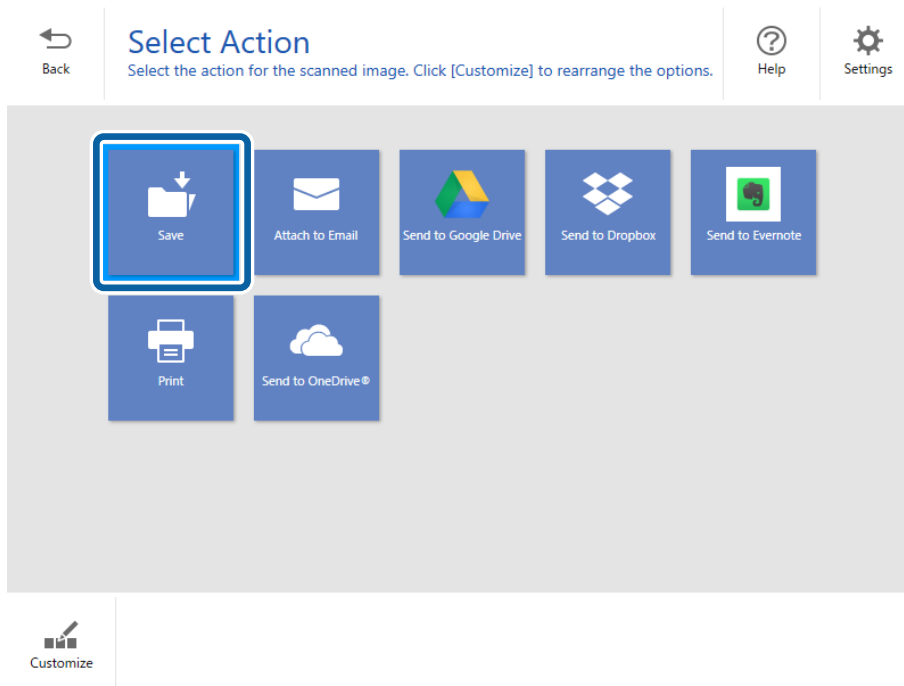 Back
Select Action
Select the action for the scanned image. Click [Customize] to rearrange the options.
Help
Settings
Save
Attach to Email
Send to Google Drive
Send to Dropbox
Send to Evernote
Print
Send to OneDrive®
Customize